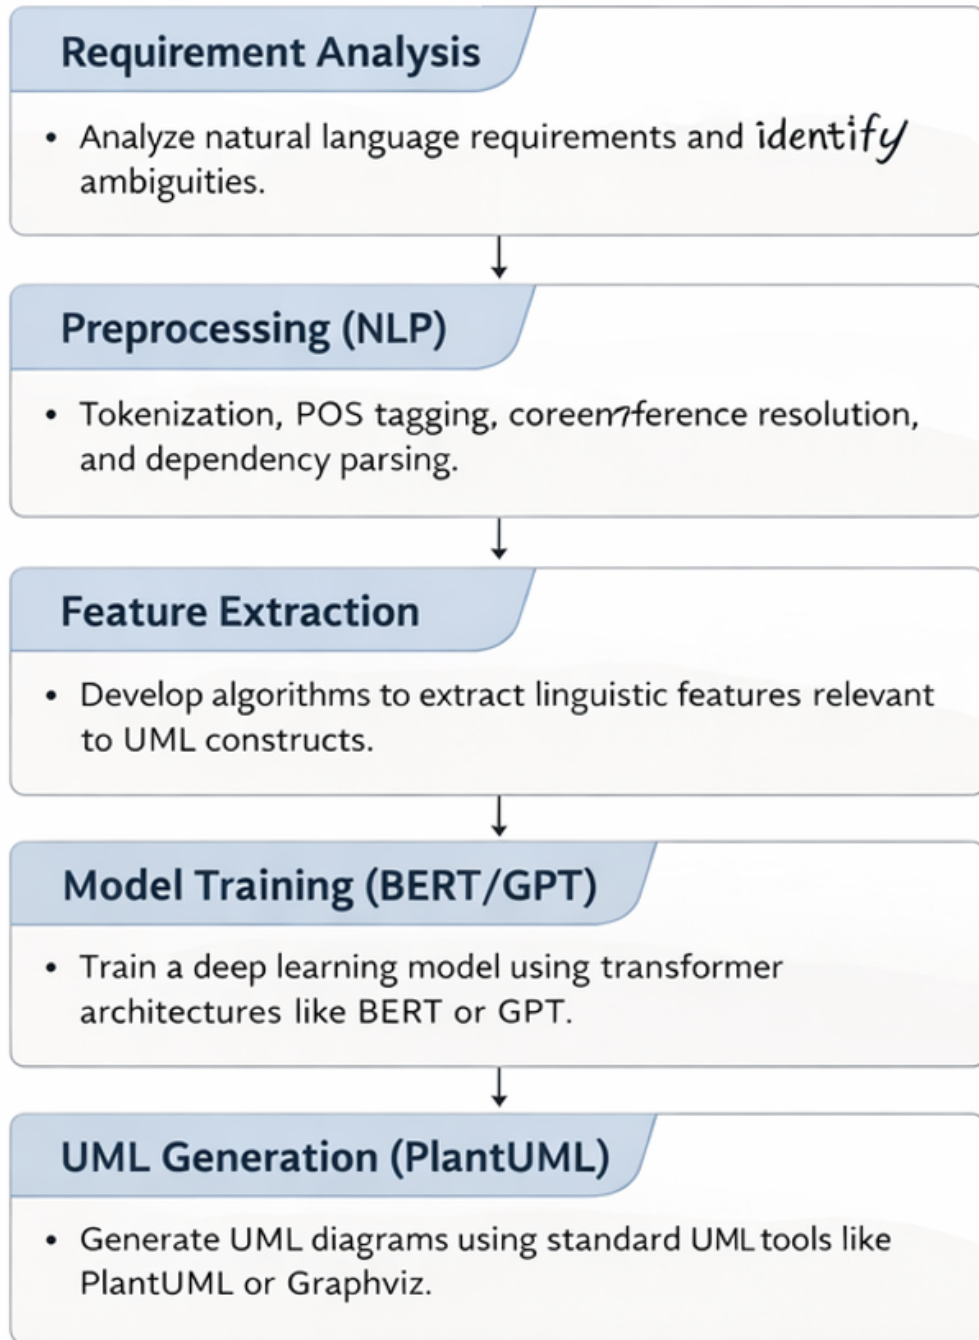 Requirement Analysis
• Analyze natural language requirements and identify
ambiguities.
Preprocessing (NLP)
• Tokenization, POS tagging, coreem7ference resolution,
and dependency parsing.
Feature Extraction
• Develop algorithms to extract linguistic features relevant
to UML constructs.
Model Training (BERT/GPT)
• Train a deep learning model using transformer
architectures like BERT or GPT.
UML Generation (PlantUML)
• Generate UML diagrams using standard UML tools like
PlantUML or Graphviz.